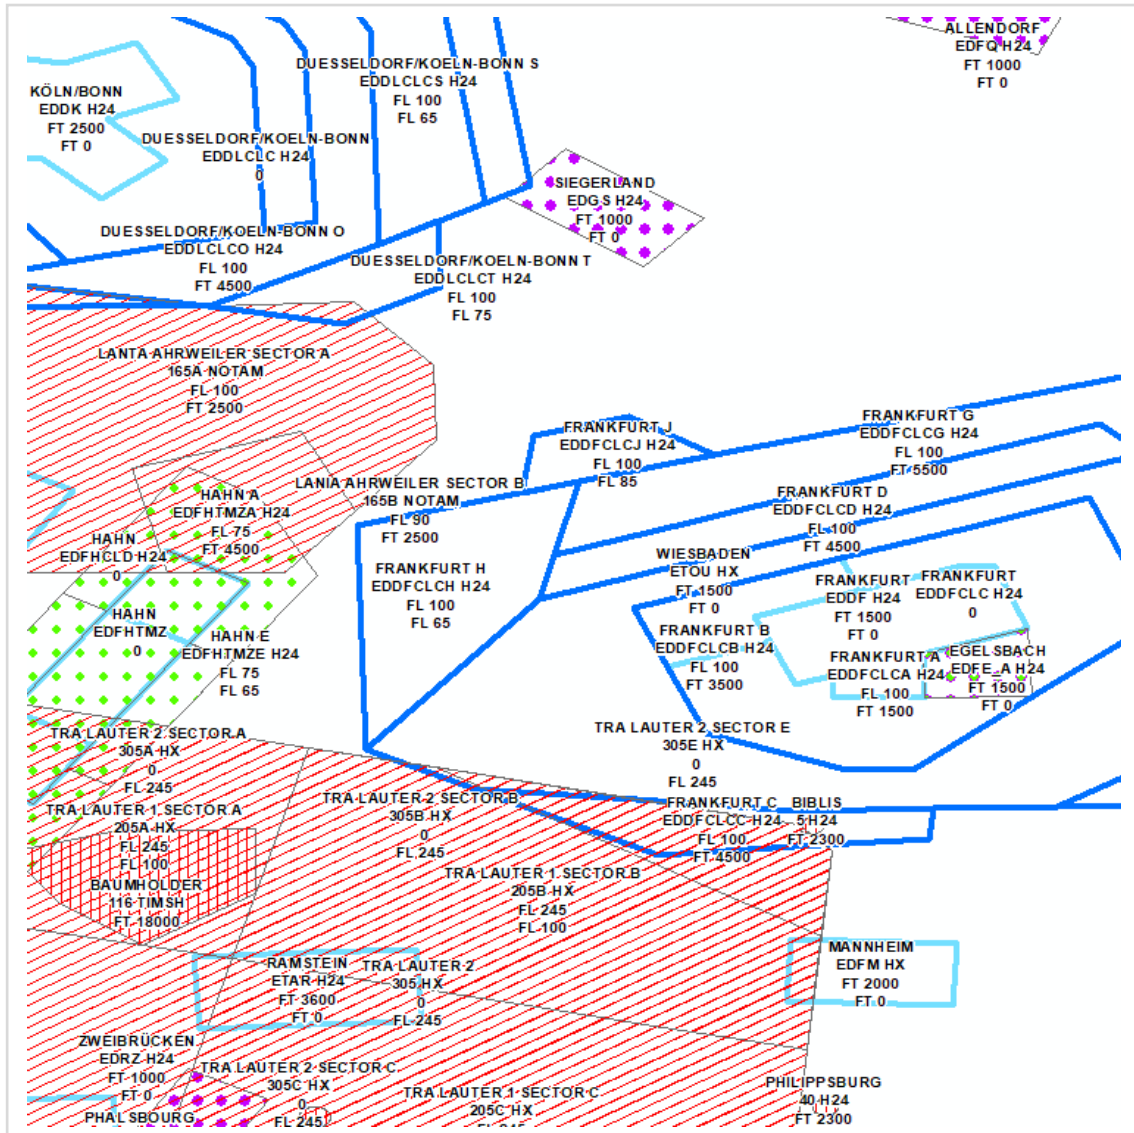 ALLENDORF
EDFQ H24
FT 1000
FT 0
DUESSELDORF/KOELN-BONN S
EDDLCLCS H24
FL 100
FL 65
KÖLN/BONN
EDDK H24
FT 2500
FT 0
DUESSELDORF/KOELN-BONN
EDDLCLC H24
0
SIEGERLAND
EDGS H24
FT 1000
FT 0
DUESSELDORF/KOELN-BONN O
EDDLCLCO H24
FL 100
FT 4500
DUESSELDORF/KOELN-BONN T
EDDLCLCT H24
FL 100
FL 75
LANTA AHRWEILER SECTOR A
165A NOTAM
FL 100
FT 2500
FRANKFURT J
EDDFCLCJ H24
FL 100
FL 85
FRANKFURT G
EDDFCLCG H24
FL 100
FT 5500
LANTA AHRWEILER SECTOR B
165B NOTAM
FL 90
FT 2500
HAHN A
EDFHTMZA H24
FL 75
FT 4500
FRANKFURT D
EDDFCLCD H24
FL 100
FT 4500
HAHN
EDFHCLD H24
0
WIESBADEN
ETOU HX
FT 1500
FT 0
FRANKFURT H
EDDFCLCH H24
FL 100
FL 65
FRANKFURT
EDDF H24
FT 1500
FT 0
FRANKFURT
EDDFCLC H24
0
HAHN
EDFHTMZ
0
HAHN E
EDFHTMZE H24
FL 75
FL 65
FRANKFURT B
EDDFCLCB H24
FL 100
FT 3500
FRANKFURT A
EDDFCLCA H24
FL 100
FT 1500
EGELSBACH
EDFE_A H24
FT 1500
FT 0
TRA LAUTER 2 SECTOR A
305A HX
0
FL 245
TRA LAUTER 2 SECTOR E
305E HX
0
FL 245
TRA LAUTER 1 SECTOR A
205A HX
FL 245
FL 100
TRA LAUTER 2 SECTOR B
305B HX
0
FL 245
FRANKFURT C
EDDFCLCC H24
FL 100
FT 4500
BIBLIS
5 H24
FT 2300
BAUMHOLDER
116 TIMSH
FT 18000
TRA LAUTER 1 SECTOR B
205B HX
FL 245
FL 100
RAMSTEIN
ETAR H24
FT 3600
FT 0
TRA LAUTER 2
305 HX
0
FL 245
MANNHEIM
EDFM HX
FT 2000
FT 0
ZWEIBRÜCKEN
EDRZ H24
FT 1000
FT 0
TRA LAUTER 2 SECTOR C
305C HX
0
FL 245
TRA LAUTER 1 SECTOR C
205C HX
FL 245
PHILIPPSBURG
40 H24
FT 2300
PHALSBOURG